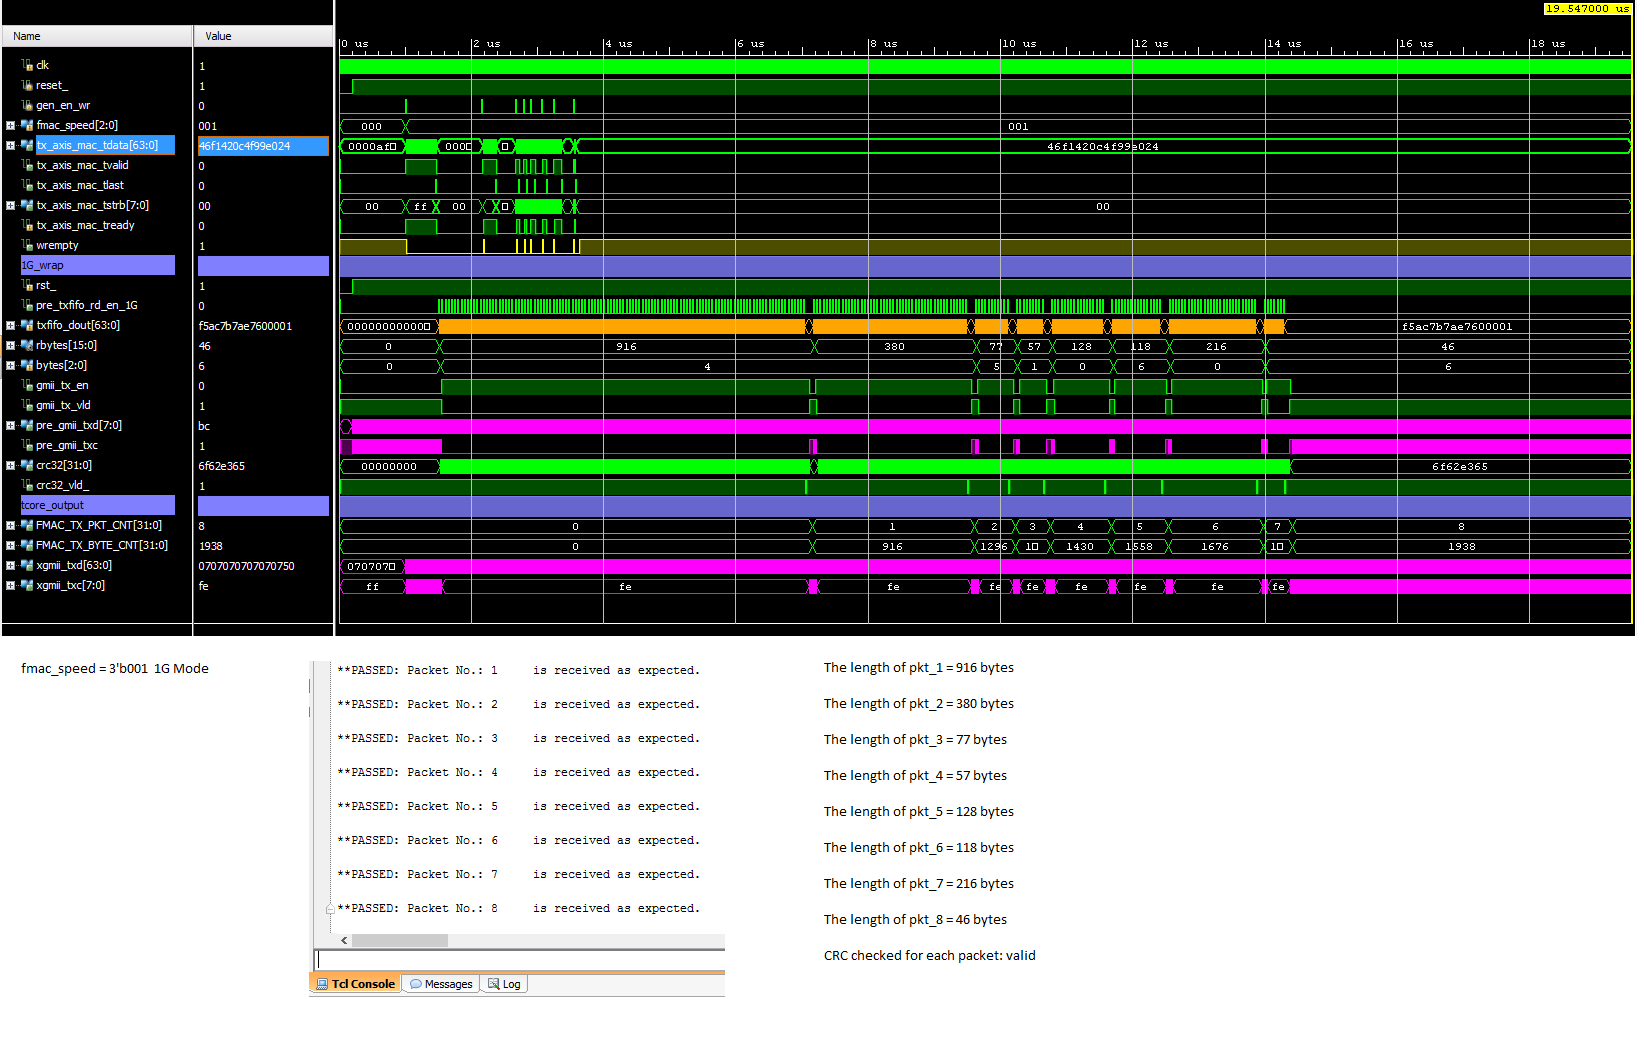 19.547000 us
Name Value
0 us 2 us 4 us 6 us 8 us 10 us 12 us 14 us 16 us 18 us
clk 1
reset_ 1
gen_en_wr 0
fmac_speed[2:0] 001 000 001
tx_axis_mac_tdata[63:0] 46f1420c4f99e024 0000af 000 46f1420c4f99e024
tx_axis_mac_tvalid 0
tx_axis_mac_tlast 0
tx_axis_mac_tstrb[7:0] 00 00 ff 00 00
tx_axis_mac_tready 0
wrempty 1
1G_wrap
rst_ 1
pre_txfifo_rd_en_1G 0
txfifo_dout[63:0] f5ac7b7ae7600001 00000000000 f5ac7b7ae7600001
rbytes[15:0] 46 0 916 380 77 57 128 118 216 46
bytes[2:0] 6 0 4 5 1 0 6 0 6
gmii_tx_en 0
gmii_tx_vld 1
pre_gmii_txd[7:0] bc
pre_gmii_txc 1
crc32[31:0] 6f62e365 00000000 6f62e365
crc32_vld_ 1
tcore_output
FMAC_TX_PKT_CNT[31:0] 8 0 1 2 3 4 5 6 7 8
FMAC_TX_BYTE_CNT[31:0] 1938 0 916 1296 1 1430 1558 1676 1 1938
xgmii_txd[63:0] 0707070707070750 070707
xgmii_txc[7:0] fe ff fe fe fe fe fe fe fe fe
fmac_speed = 3'b001 1G Mode
**PASSED: Packet No.: 1 is received as expected.
**PASSED: Packet No.: 2 is received as expected.
**PASSED: Packet No.: 3 is received as expected.
**PASSED: Packet No.: 4 is received as expected.
**PASSED: Packet No.: 5 is received as expected.
**PASSED: Packet No.: 6 is received as expected.
**PASSED: Packet No.: 7 is received as expected.
**PASSED: Packet No.: 8 is received as expected.
Tcl Console Messages Log
The length of pkt_1 = 916 bytes
The length of pkt_2 = 380 bytes
The length of pkt_3 = 77 bytes
The length of pkt_4 = 57 bytes
The length of pkt_5 = 128 bytes
The length of pkt_6 = 118 bytes
The length of pkt_7 = 216 bytes
The length of pkt_8 = 46 bytes
CRC checked for each packet: valid